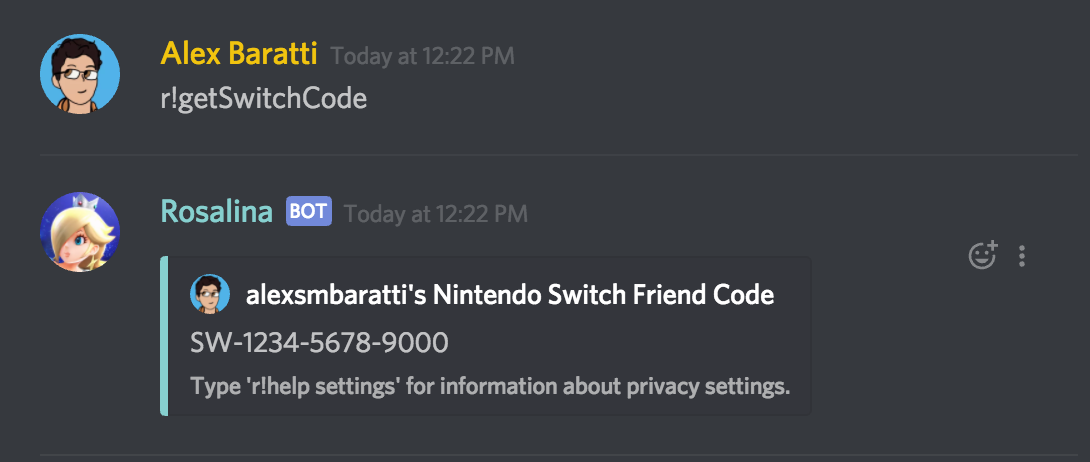 Alex Baratti Today at 12:22 PM
r!getSwitchCode
Rosalina BOT Today at 12:22 PM
alexsmbaratti's Nintendo Switch Friend Code
SW-1234-5678-9000
Type 'r!help settings' for information about privacy settings.